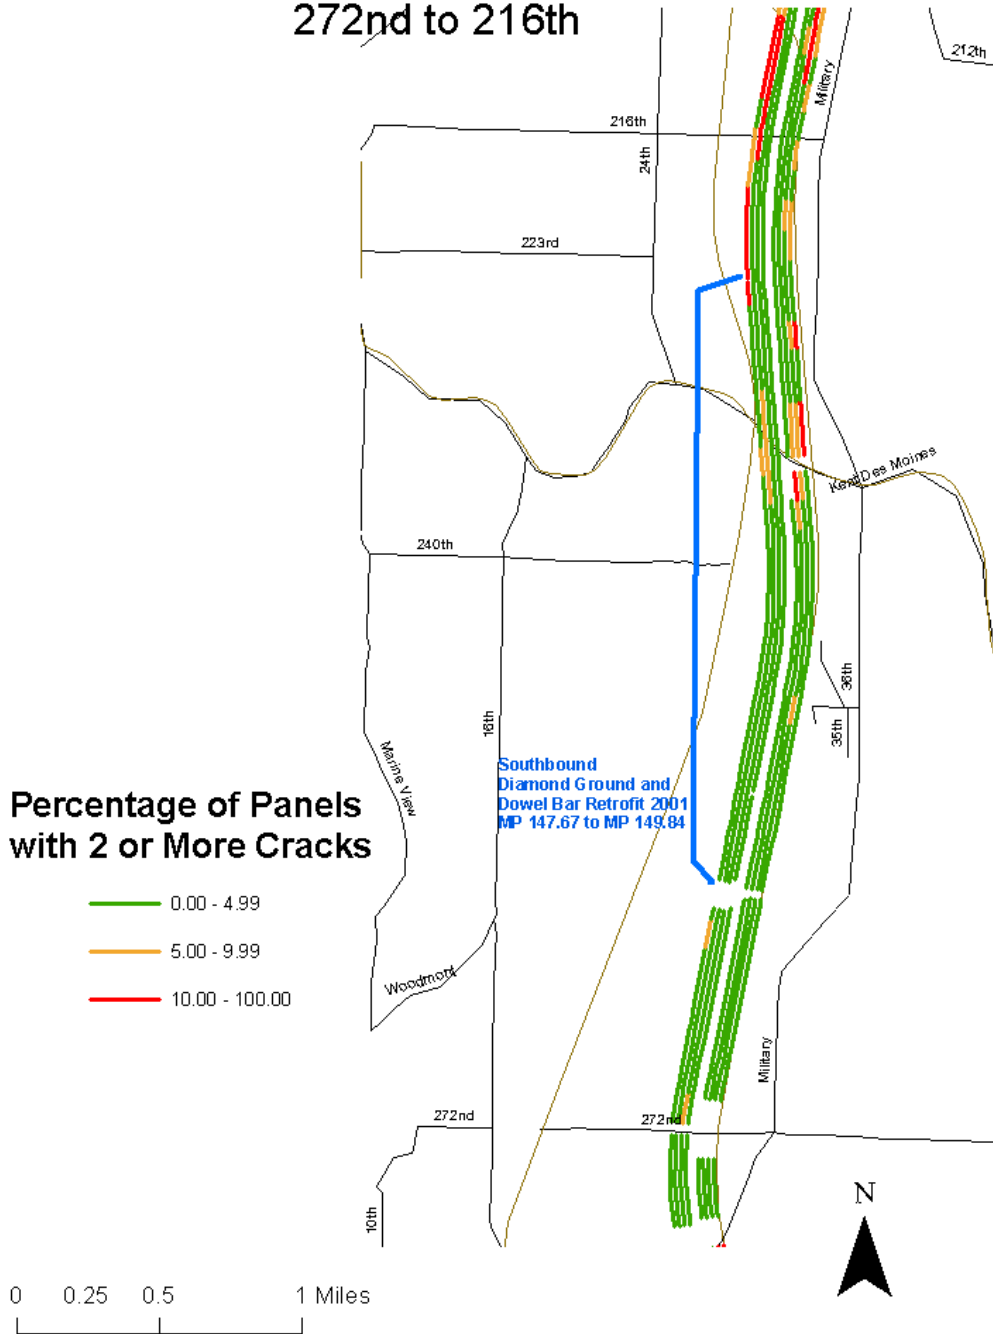 272nd to 216th
212th
Military
216th
24th
223rd
Kent Des Moines
240th
36th
35th
16th
Marine View
Southbound
Diamond Ground and
Dowel Bar Retrofit 2001
MP 147.67 to MP 149.84
Percentage of Panels
with 2 or More Cracks
0.00 - 4.99
5.00 - 9.99
10.00 - 100.00
Woodmont
Military
272nd
272nd
10th
N
0 0.25 0.5 1 Miles